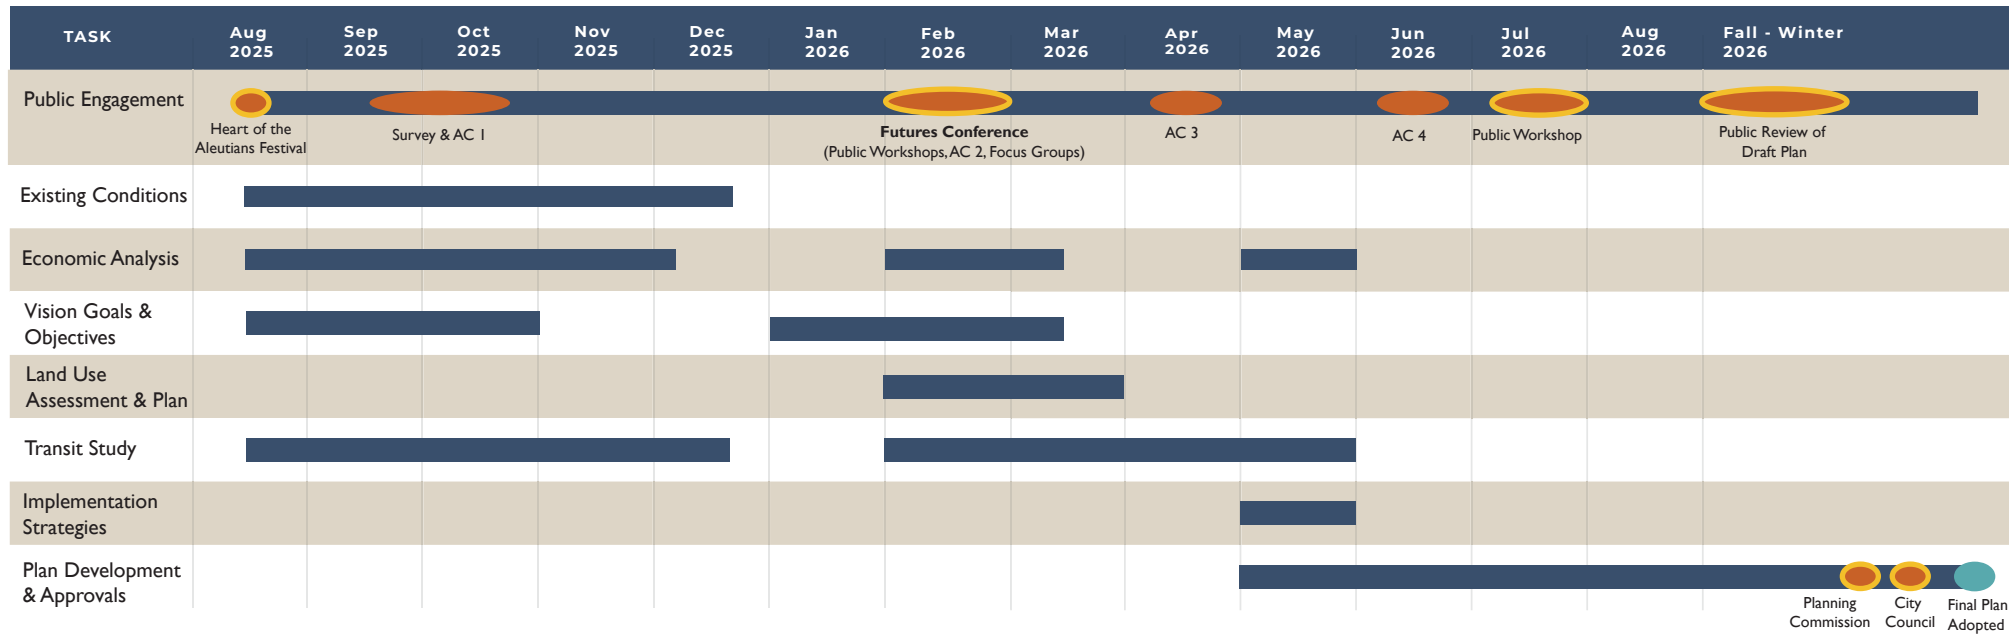 TASK
Aug
2025
Sep
2025
Oct
2025
Nov
2025
Dec
2025
Jan
2026
Feb
2026
Mar
2026
Apr
2026
May
2026
Jun
2026
Jul
2026
Aug
2026
Fall - Winter
2026
Public Engagement
Heart of the
Aleutians Festival
Survey & AC 1
Futures Conference
(Public Workshops, AC 2, Focus Groups)
AC 3
AC 4
Public Workshop
Public Review of
Draft Plan
Existing Conditions
Economic Analysis
Vision Goals &
Objectives
Land Use
Assessment & Plan
Transit Study
Implementation
Strategies
Plan Development
& Approvals
Planning
Commission
City
Council
Final Plan
Adopted